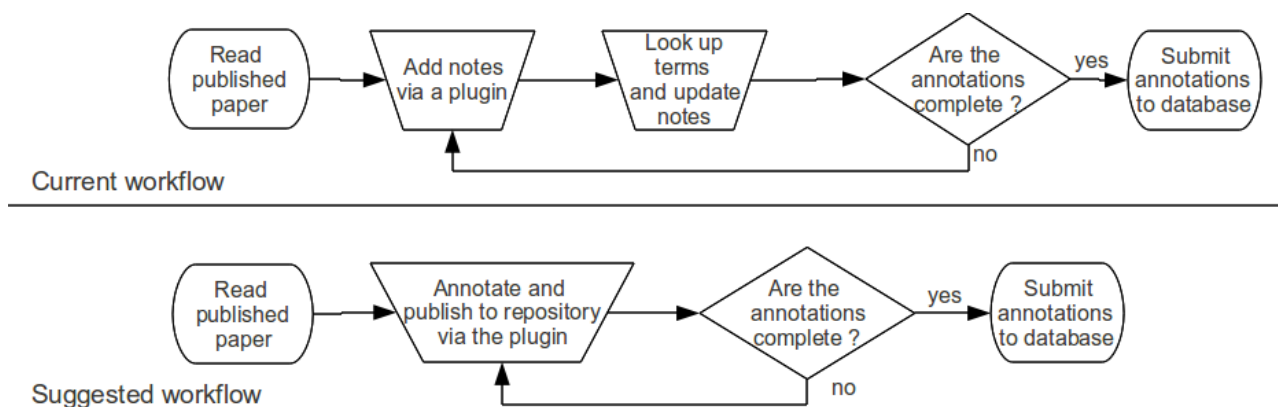 Read
published
paper
Add notes
via a plugin
Look up
terms
and update
notes
Are the
annotations
complete ?
yes
Submit
annotations
to database
no
Current workflow
Read
published
paper
Annotate and
publish to repository
via the plugin
Are the
annotations
complete ?
yes
Submit
annotations
to database
no
Suggested workflow